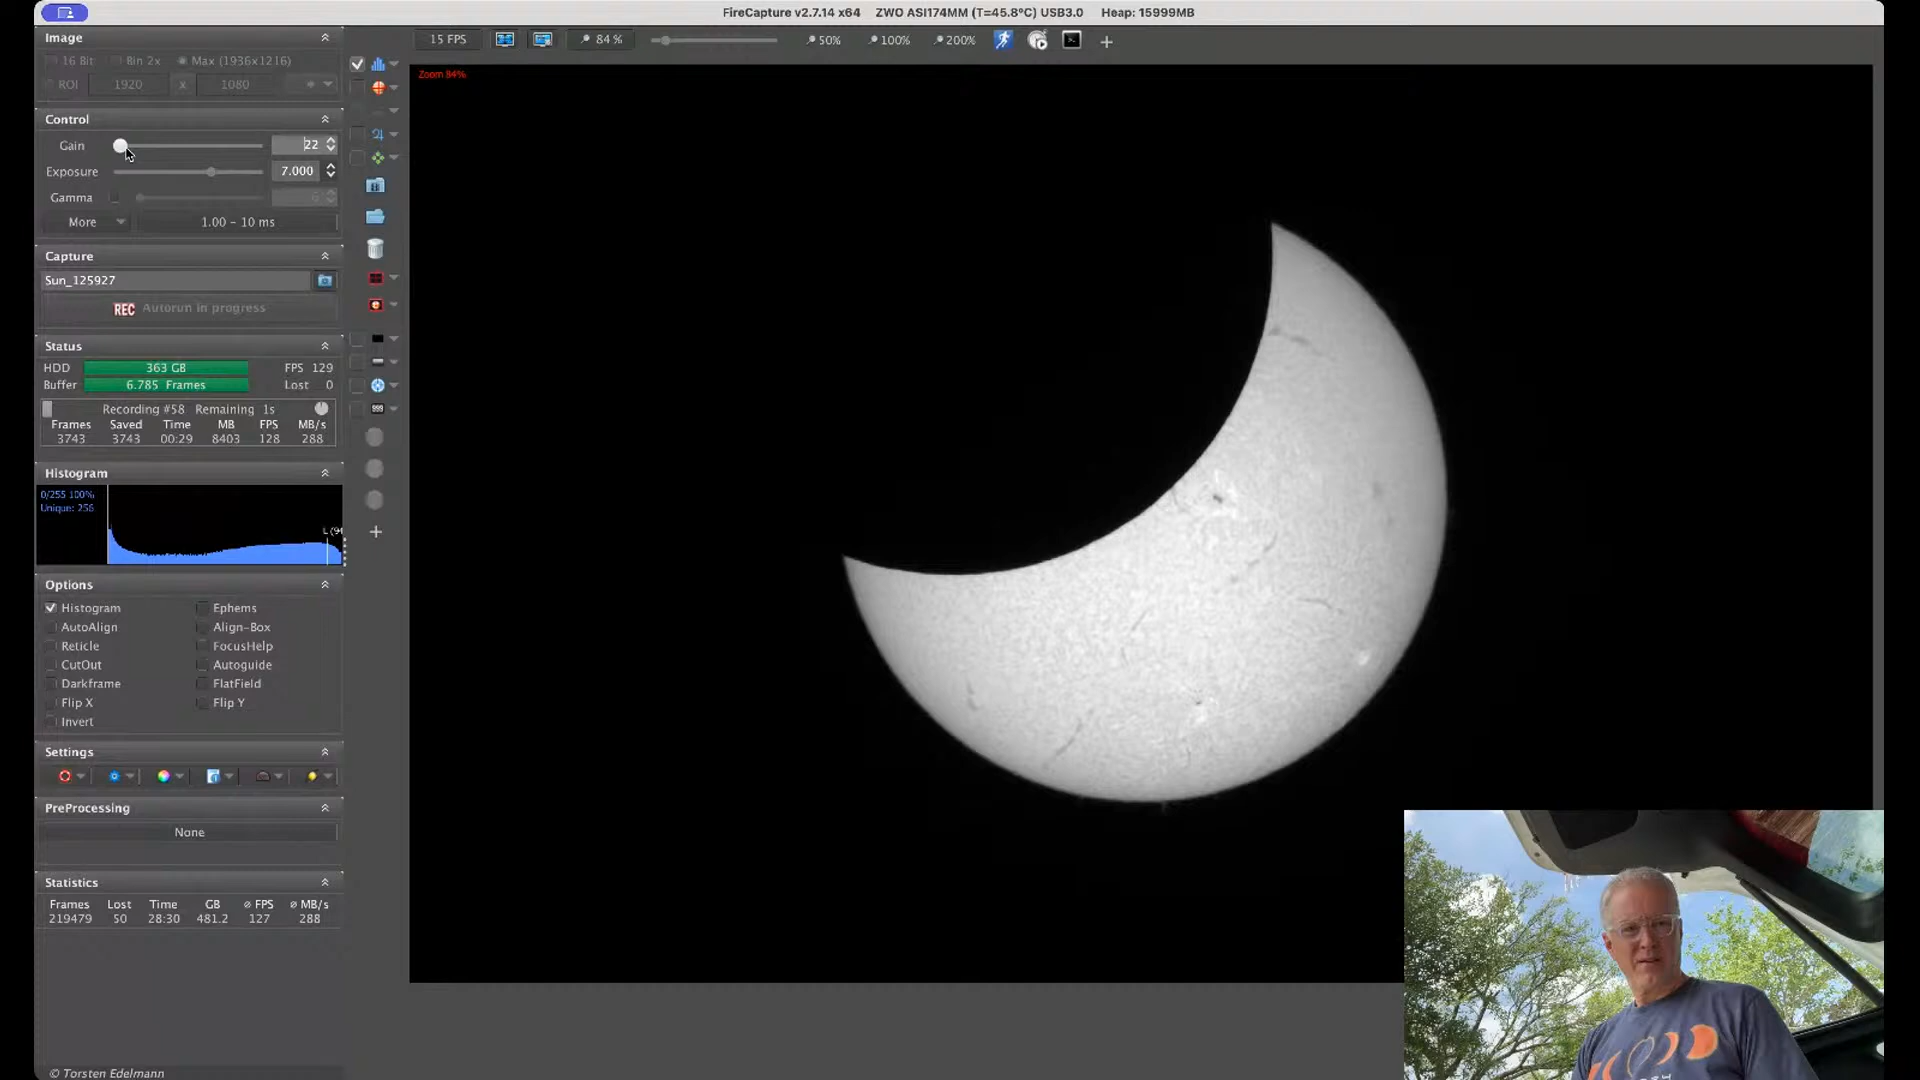 FireCapture v2.7.14 x64 ZWO ASI174MM (T=45.8°C) USB3.0 Heap: 15999MB
Image
15 FPS
84 %
50%
100%
200%
16 Bit Bin 2x Max (1936x1216)
ROI 1920 x 1080
Zoom 84%
Control
Gain 22
Exposure 7.000
Gamma
More 1.00 - 10 ms
Capture
Sun_125927
REC Autorun in progress
Status
HDD 363 GB FPS 129
Buffer 6.785 Frames Lost 0
Recording #58 Remaining 1s
Frames Saved Time MB FPS MB/s
3743 3743 00:29 8403 128 288
Histogram
0/255 100%
Unique: 256
Options
Histogram Ephems
AutoAlign Align-Box
Reticle FocusHelp
CutOut Autoguide
Darkframe FlatField
Flip X Flip Y
Invert
Settings
PreProcessing
None
Statistics
Frames Lost Time GB ø FPS ø MB/s
219479 50 28:30 481.2 127 288
© Torsten Edelmann